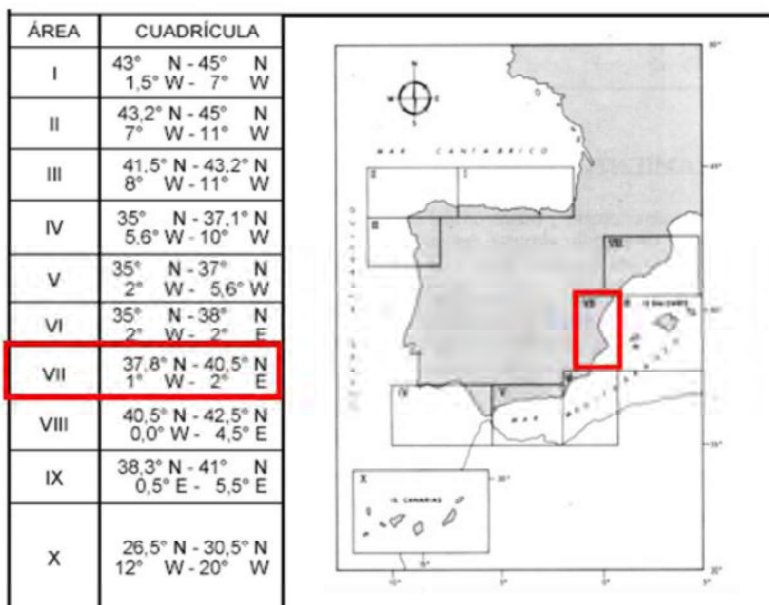 ÁREA CUADRÍCULA
I 43° N - 45° N
1,5° W - 7° W
II 43,2° N - 45° N
7° W - 11° W
III 41,5° N - 43,2° N
8° W - 11° W
IV 35° N - 37,1° N
5.6° W - 10° W
V 35° N - 37° N
2° W - 5,6° W
VI 35° N - 38° N
2° W - 2° E
VII 37,8° N - 40,5° N
1° W - 2° E
VIII 40,5° N - 42,5° N
0,0° W - 4,5° E
IX 38,3° N - 41° N
0,5° E - 5,5° E
X 26,5° N - 30,5° N
12° W - 20° W
N
W E
S
MAR CANTABRICO
II I
III
VIII
VII
IV V
MAR MEDITERRANEO
X
IS. CANARIAS